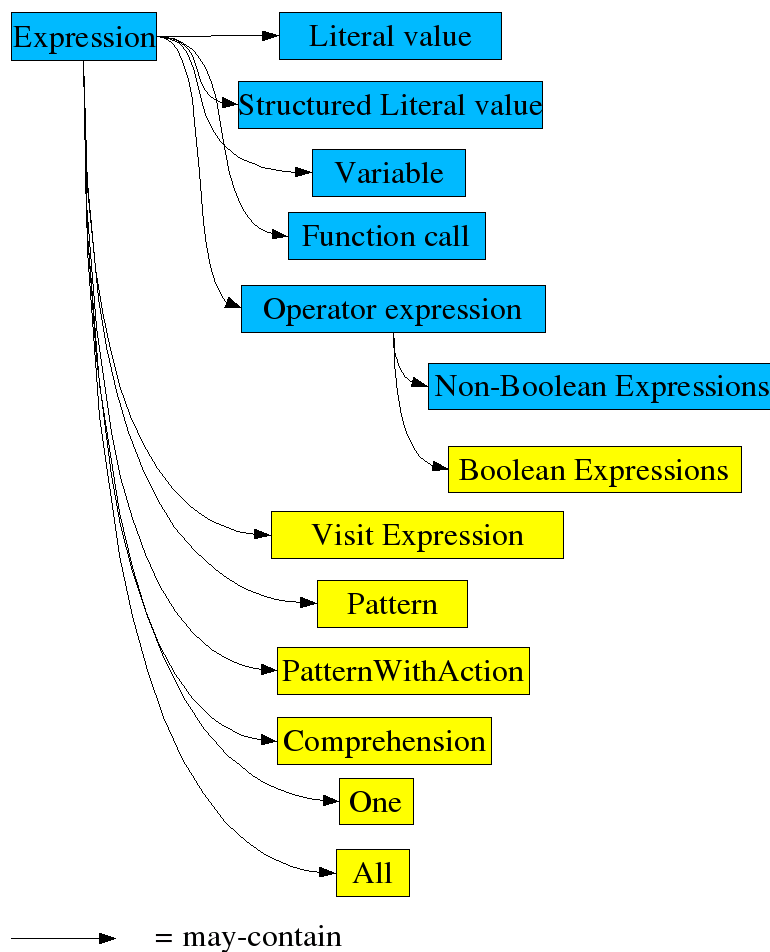 Expression
Literal value
Structured Literal value
Variable
Function call
Operator expression
Non-Boolean Expressions
Boolean Expressions
Visit Expression
Pattern
PatternWithAction
Comprehension
One
All
= may-contain